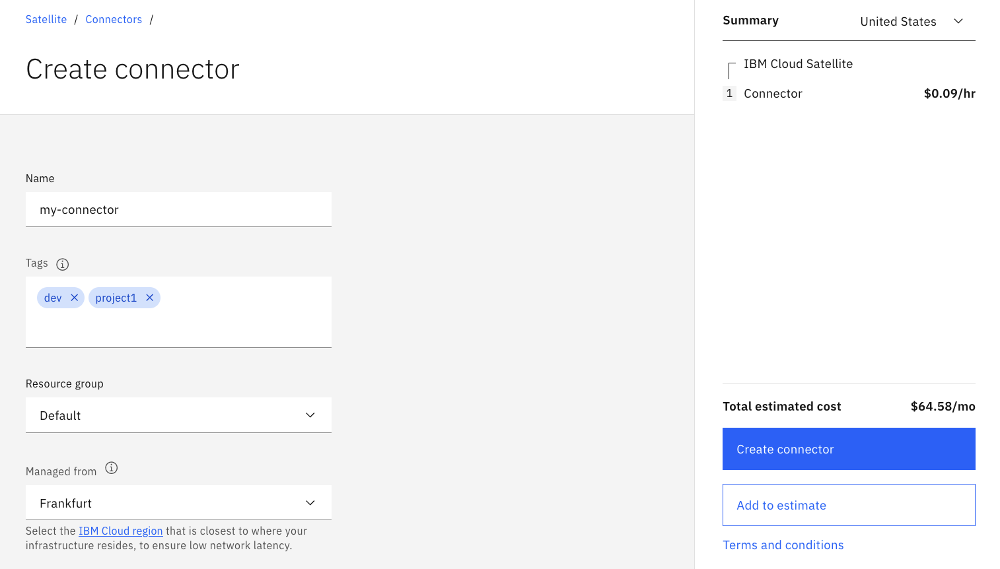 Satellite / Connectors /
Create connector
Name
my-connector
Tags
dev
project1
Resource group
Default
Managed from
Frankfurt
Select the IBM Cloud region that is closest to where your
infrastructure resides, to ensure low network latency.
Summary
United States
IBM Cloud Satellite
1 Connector $0.09/hr
Total estimated cost $64.58/mo
Create connector
Add to estimate
Terms and conditions